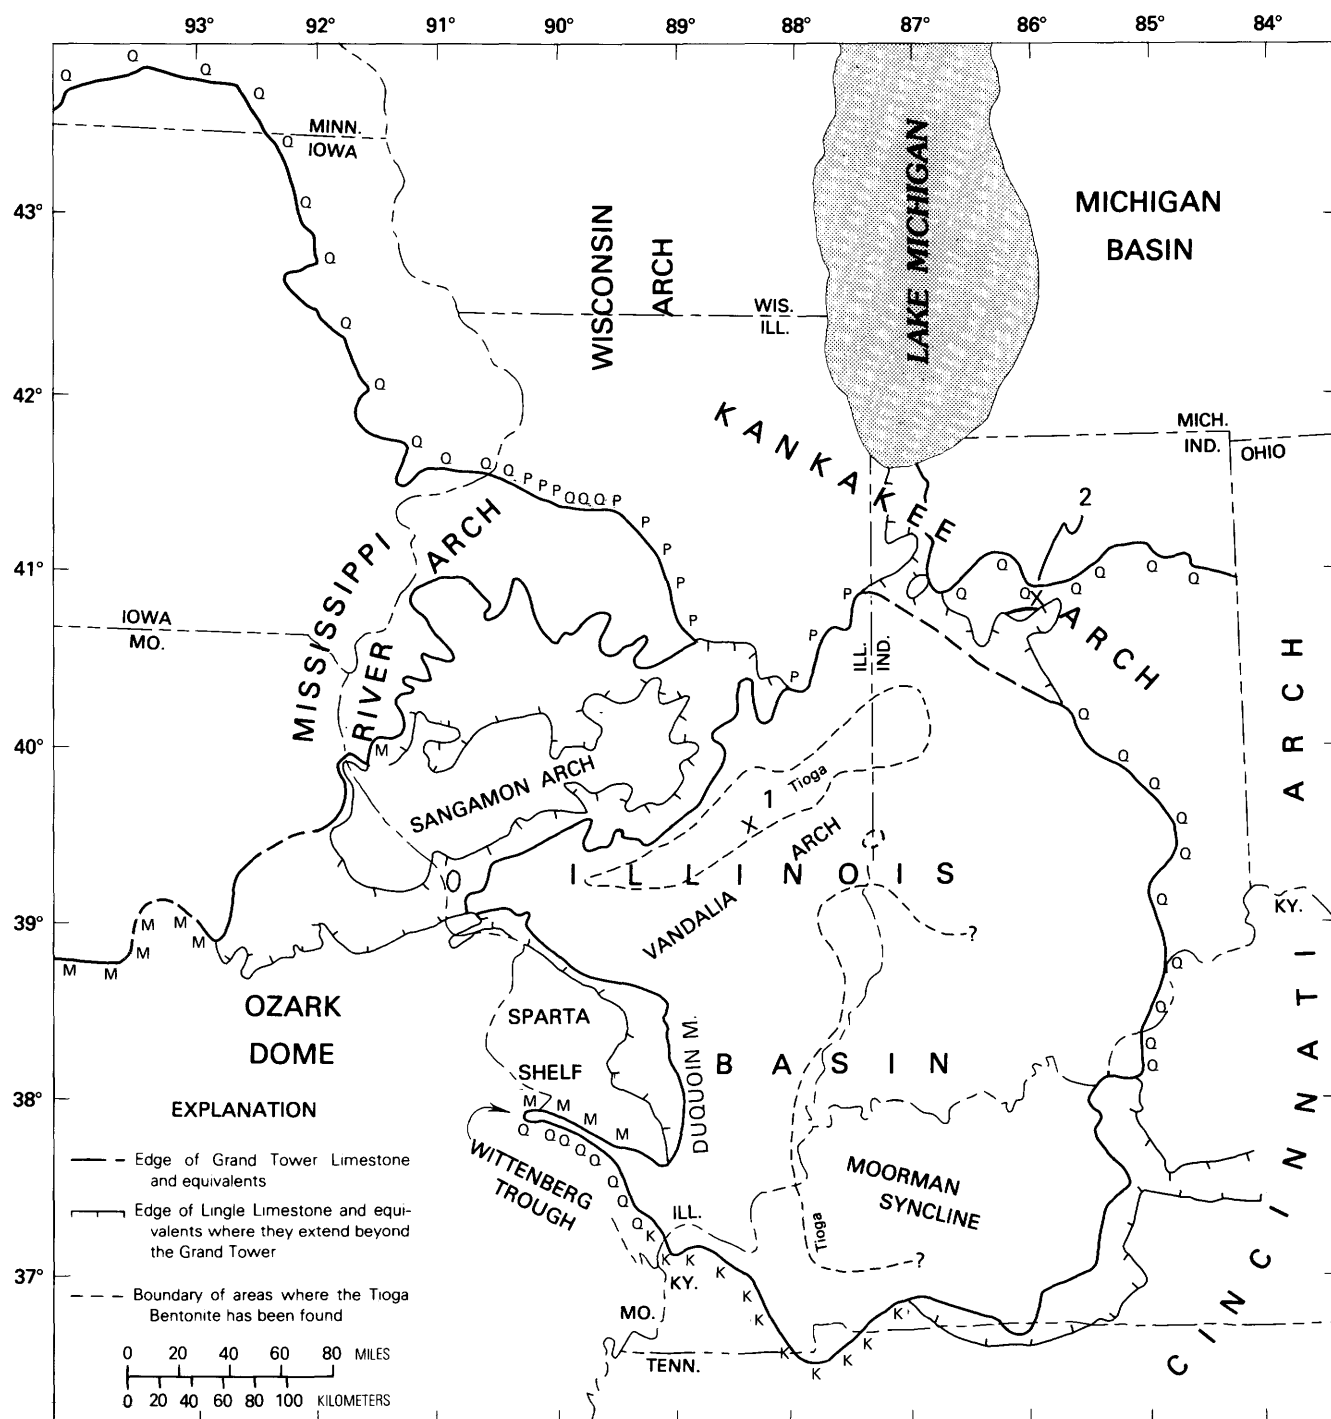 93° 92° 91° 90° 89° 88° 87° 86° 85° 84°
Q Q Q
Q
MINN.
IOWA
Q
Q
43°
WISCONSIN
ARCH
LAKE MICHIGAN
MICHIGAN
BASIN
Q
WIS.
ILL.
Q
42°
Q
KANKAKEE
ARCH
MICH.
IND.
OHIO
Q Q Q Q P P P Q Q Q P
P
P
P
P
2
MISSISSIPPI
RIVER
ARCH
41°
Q Q Q Q Q Q
X
P
P
P
IOWA
MO.
ILL.
IND.
M
40°
Q
Q
Q
Q
Q
Q
SANGAMON ARCH
Tioga
1
X
VANDALIA
ARCH
ILLINOIS
BASIN
39°
?
KY.
M M M M M M
Q
Q
Q
Q
OZARK
DOME
SPARTA
SHELF
DUQUOIN M.
CINCINNATI
ARCH
38°
M M M M
Q Q Q Q Q
Q
Q
Q
WITTENBERG
TROUGH
MOORMAN
SYNCLINE
Tioga
?
ILL.
KY.
MO.
TENN.
37°
K K K K K K K K K K K
EXPLANATION
Edge of Grand Tower Limestone
and equivalents
Edge of Lingle Limestone and equi-
valents where they extend beyond
the Grand Tower
Boundary of areas where the Tioga
Bentonite has been found
0 20 40 60 80 MILES
0 20 40 60 80 100 KILOMETERS